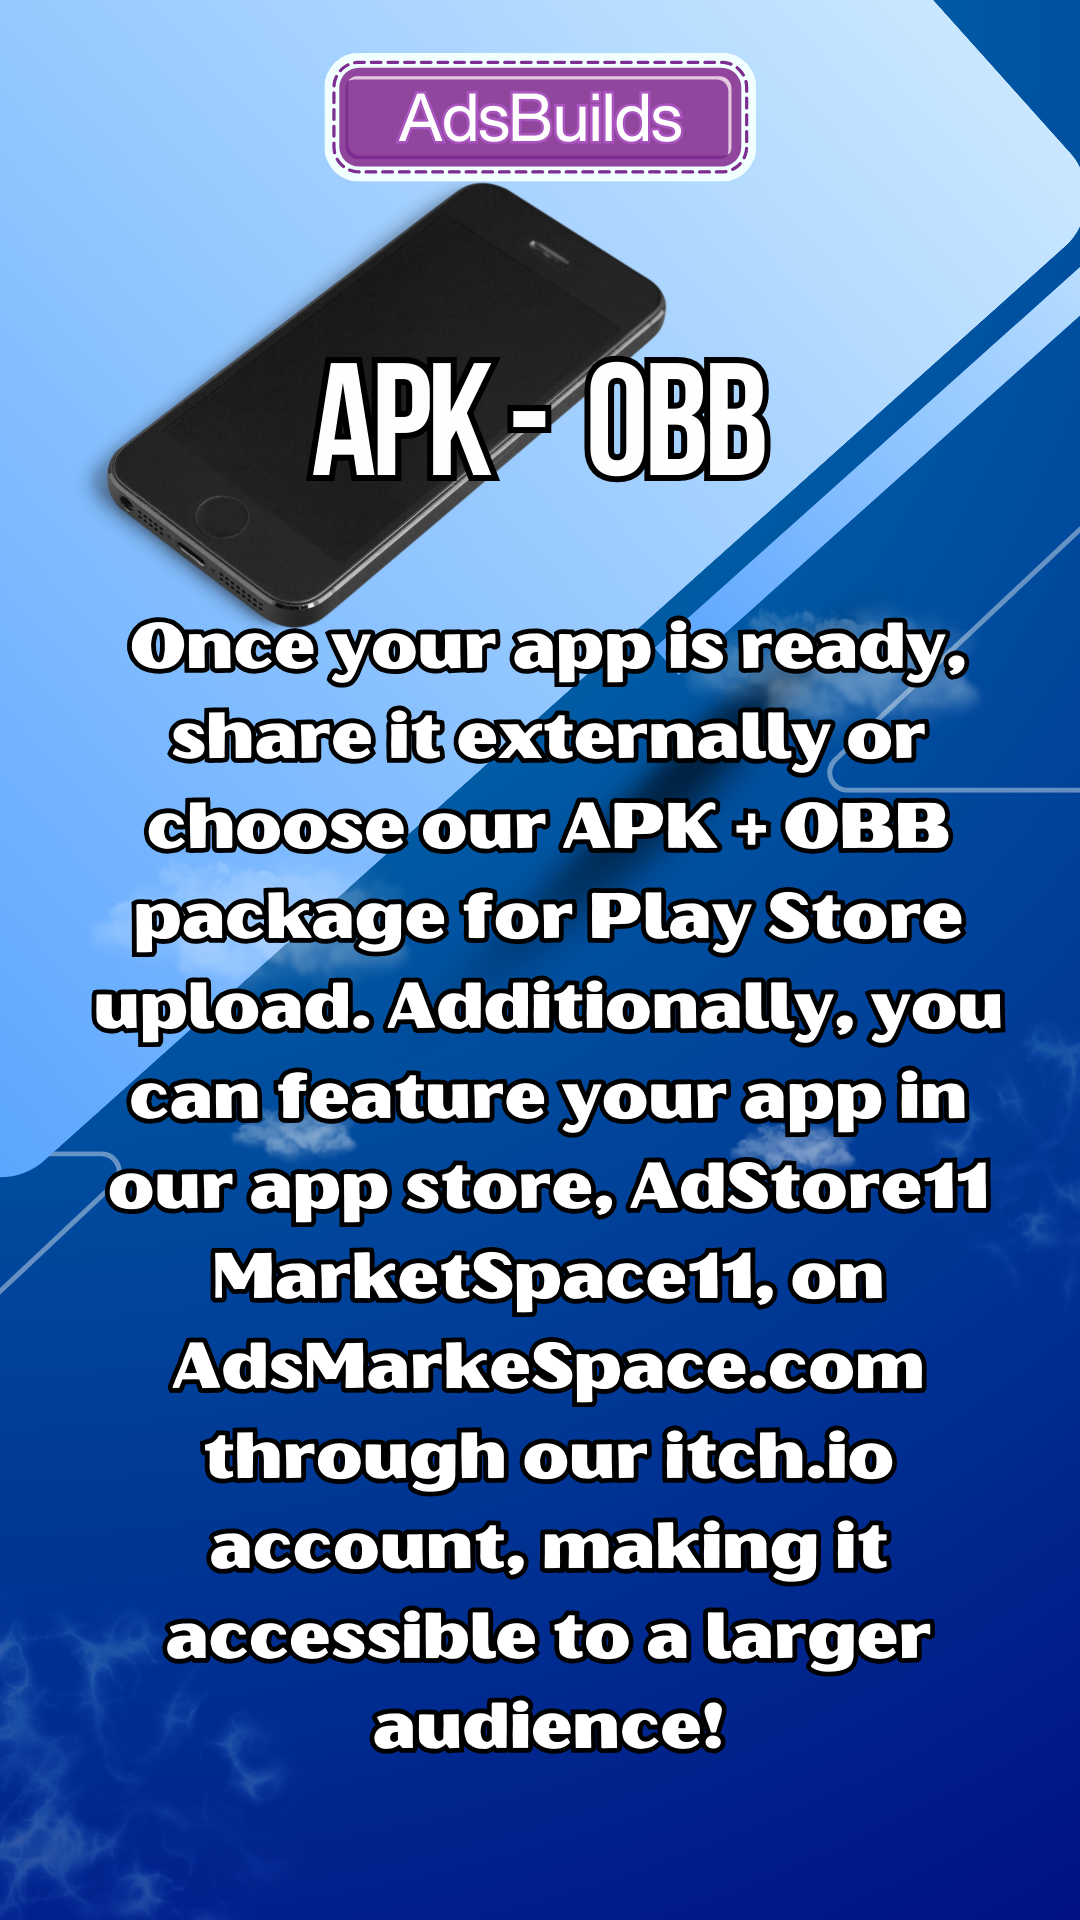 AdsBuilds
APK - OBB
Once your app is ready,
share it externally or
choose our APK + OBB
package for Play Store
upload. Additionally, you
can feature your app in
our app store, AdStore11
MarketSpace11, on
AdsMarkeSpace.com
through our itch.io
account, making it
accessible to a larger
audience!